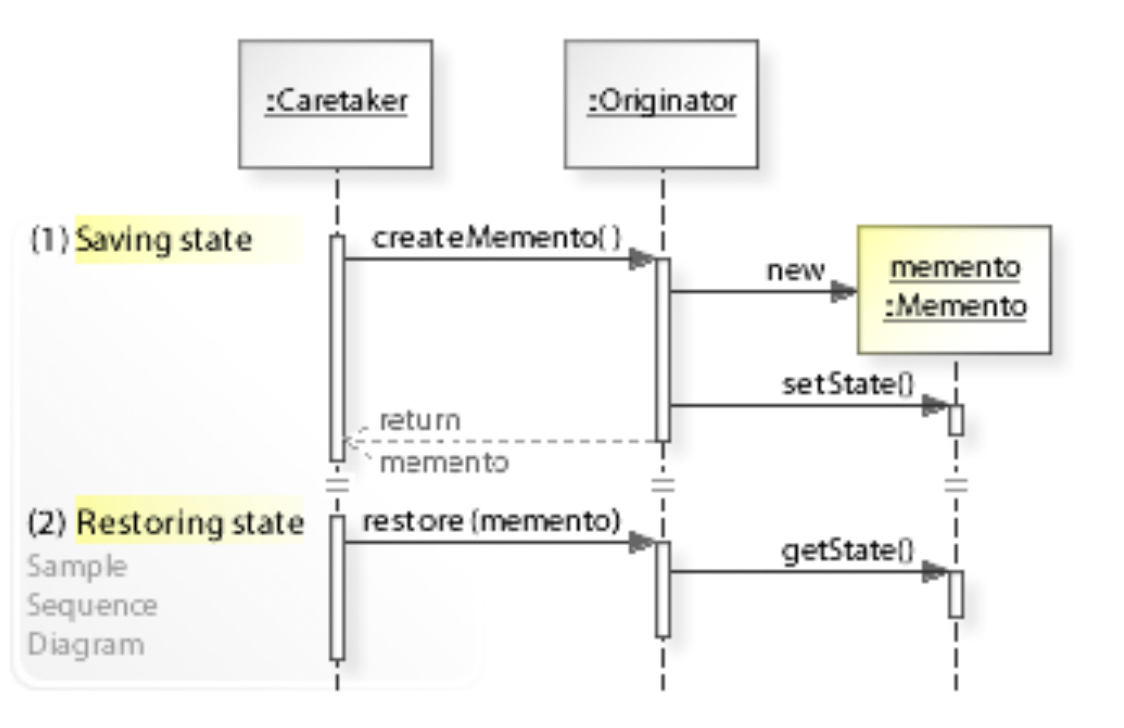 :Caretaker
:Originator
(1) Saving state
createMemento( )
new
memento
:Memento
setState()
return
memento
(2) Restoring state
restore (memento)
getState()
Sample
Sequence
Diagram